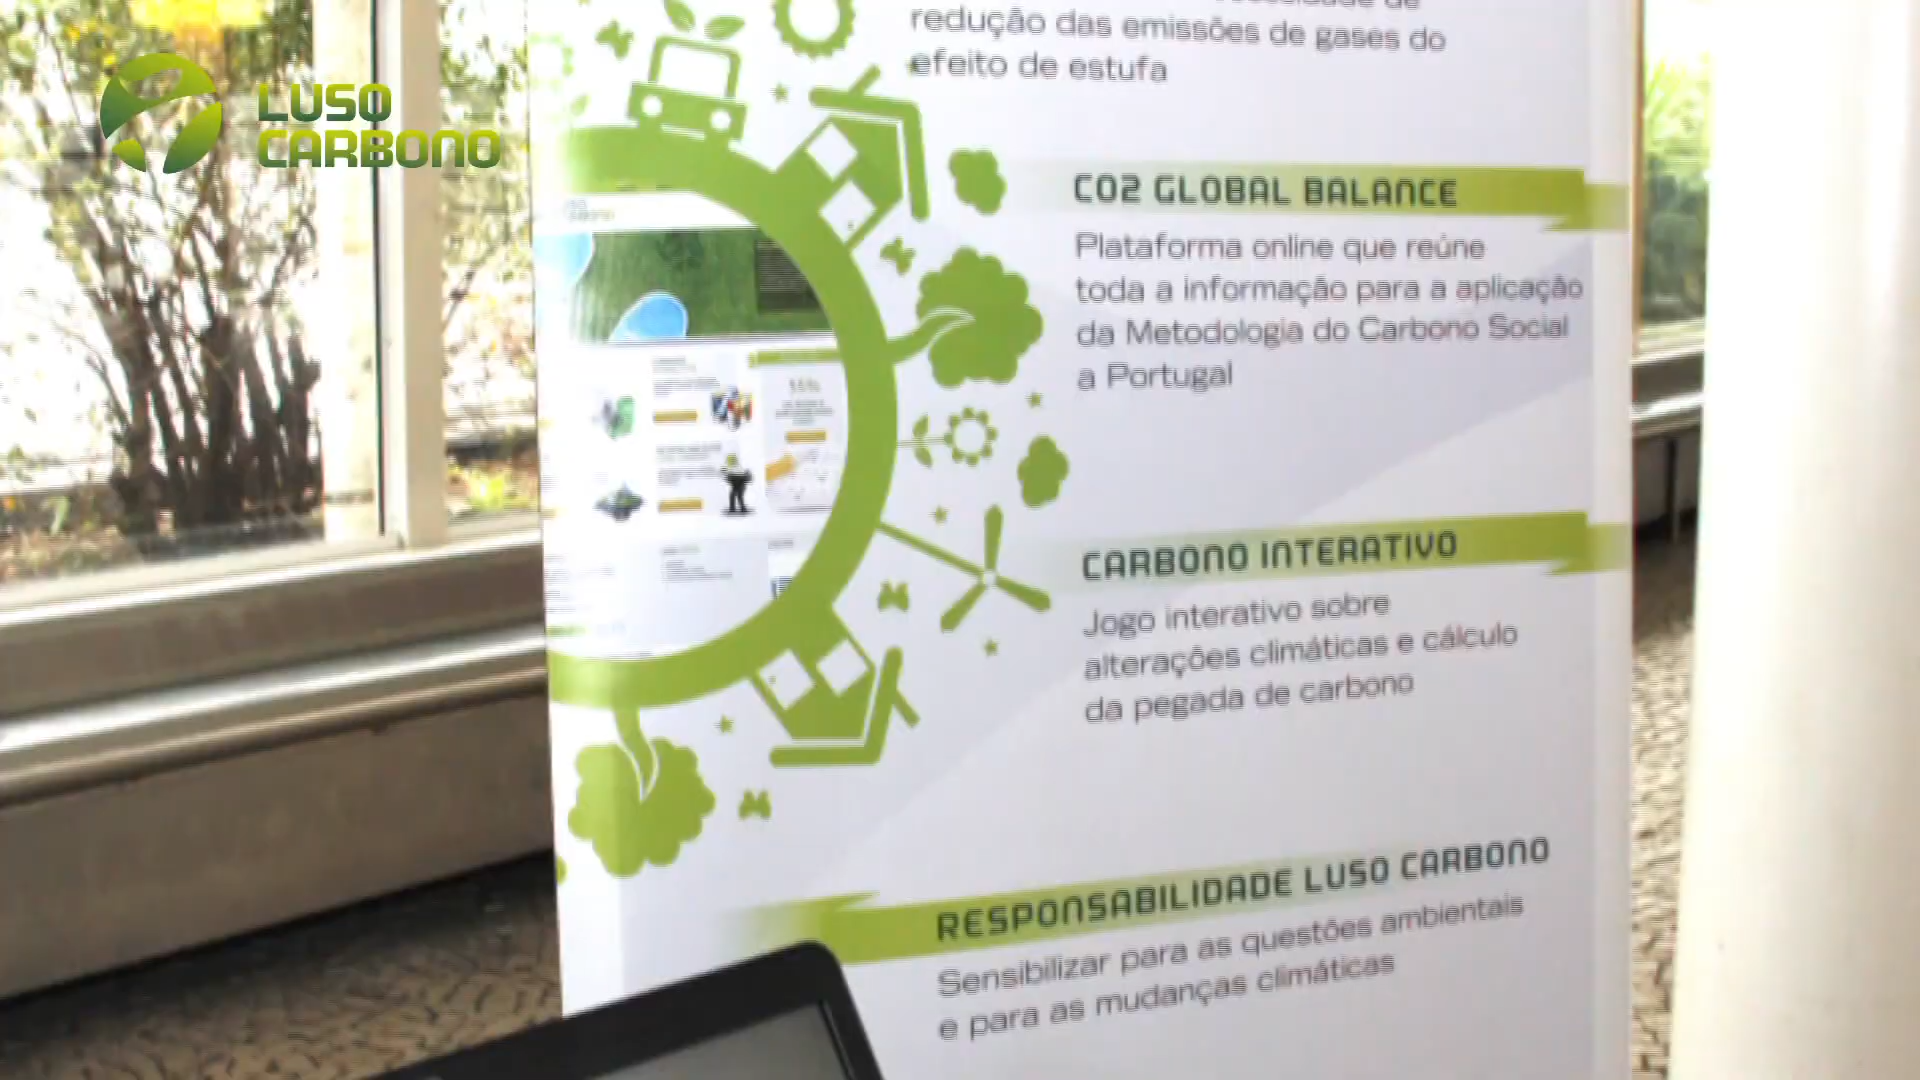 LUSO
CARBONO
redução das emissões de gases do
efeito de estufa
CO2 GLOBAL BALANCE
Plataforma online que reúne
toda a informação para a aplicação
da Metodologia do Carbono Social
a Portugal
CARBONO INTERATIVO
Jogo interativo sobre
alterações climáticas e cálculo
da pegada de carbono
RESPONSABILIDADE LUSO CARBONO
Sensibilizar para as questões ambientais
e para as mudanças climáticas